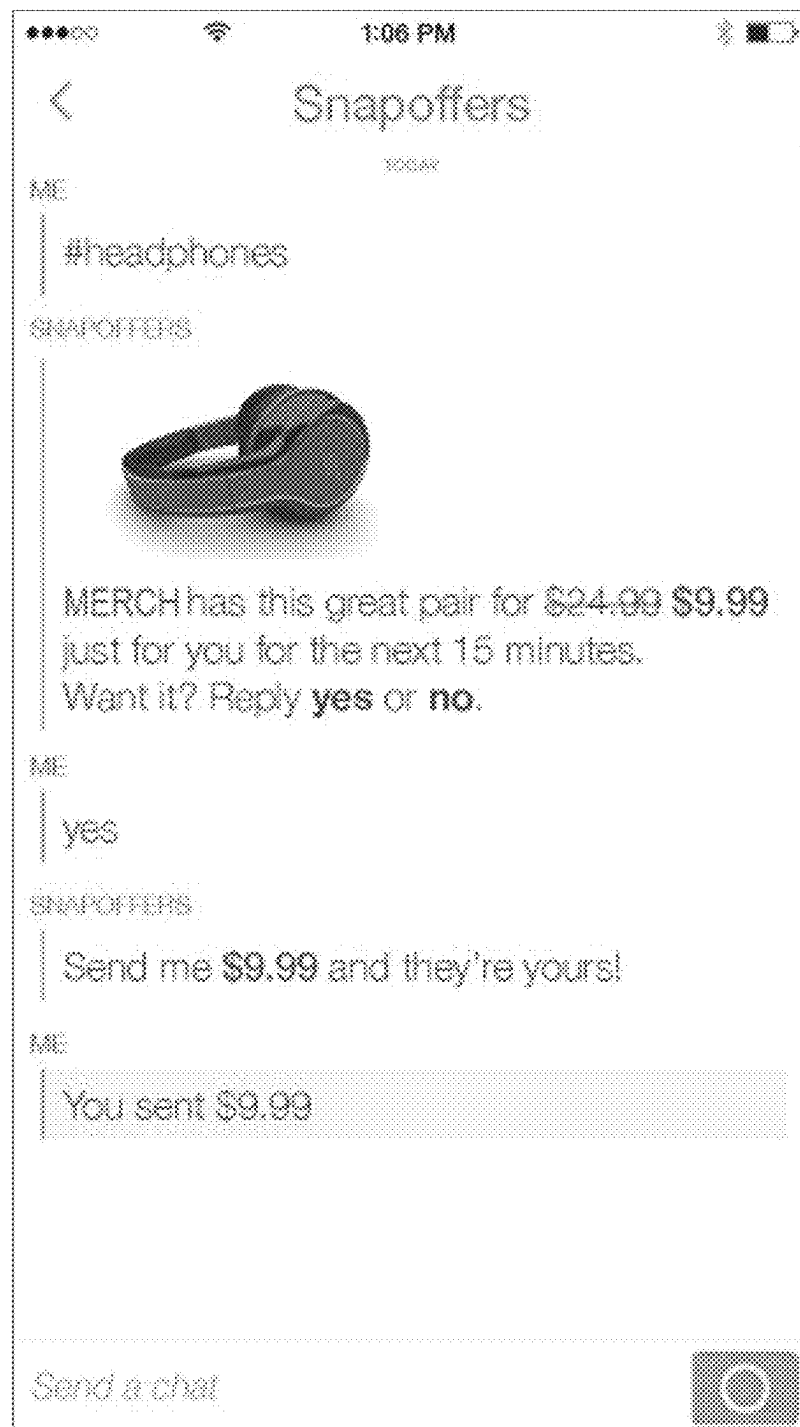 1:06 PM
Snapoffers
TODAY
ME
#headphones
SNAPOFFERS
MERCH has this great pair for $24.99 $9.99
just for you for the next 15 minutes.
Want it? Reply yes or no.
ME
yes
SNAPOFFERS
Send me $9.99 and they're yours!
ME
You sent $9.99
Send a chat